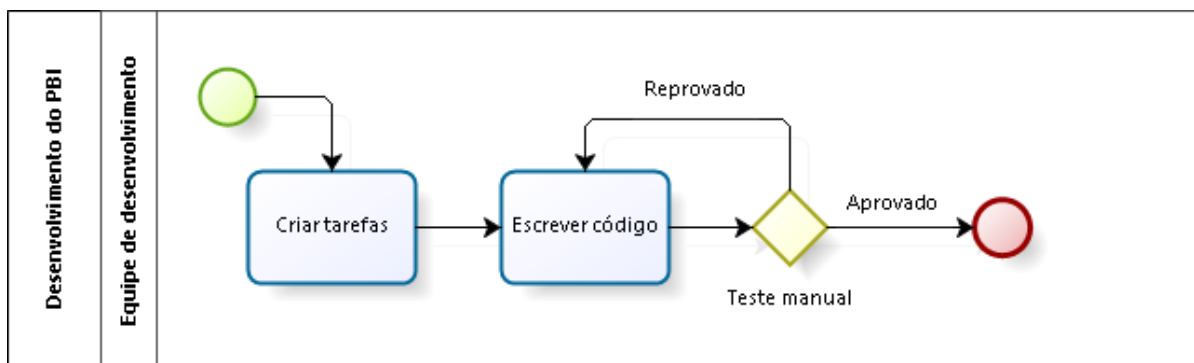 Desenvolvimento do PBI
Equipe de desenvolvimento
Reprovado
Criar tarefas
Escrever código
Aprovado
Teste manual